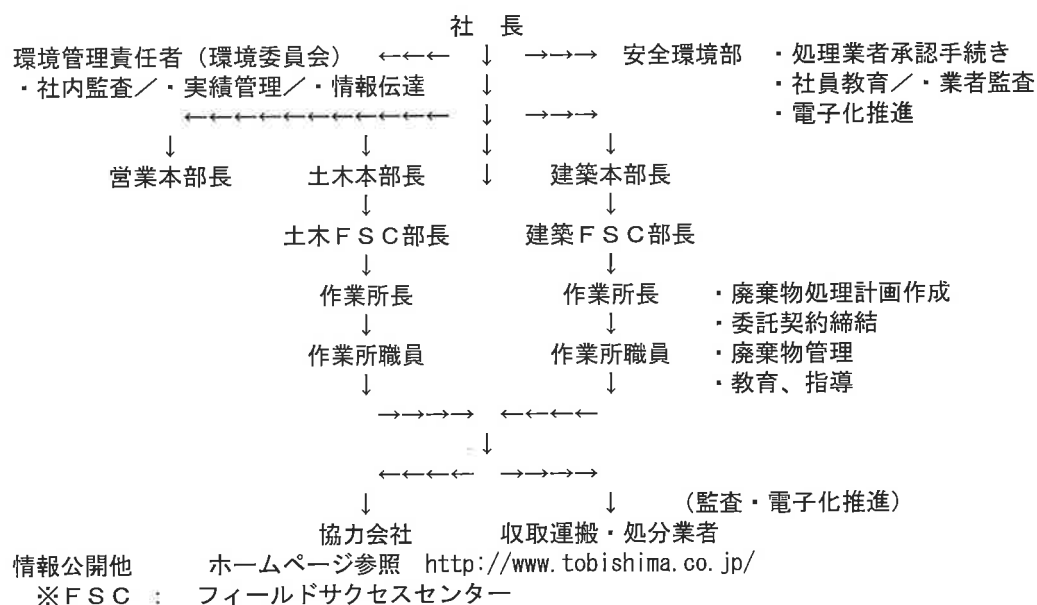 社 長
環境管理責任者（環境委員会） ←←← ↓ →→→ 安全環境部 ・処理業者承認手続き
・社内監査／・実績管理／・情報伝達 ↓ ・社員教育／・業者監査
←←←←←←←←←←← ↓ →→→ ・電子化推進
↓ ↓ ↓ ↓
営業本部長 土木本部長 ↓ 建築本部長
↓ ↓
土木ＦＳＣ部長 建築ＦＳＣ部長
↓ ↓
作業所長 作業所長 ・廃棄物処理計画作成
↓ ↓ ・委託契約締結
作業所職員 作業所職員 ・廃棄物管理
↓ ↓ ・教育、指導
→→→→ ←←←←
↓
←←←← →→→→
↓ ↓ （監査・電子化推進）
協力会社 収取運搬・処分業者
情報公開他 ホームページ参照 http://www.tobishima.co.jp/
※ＦＳＣ ： フィールドサクセスセンター